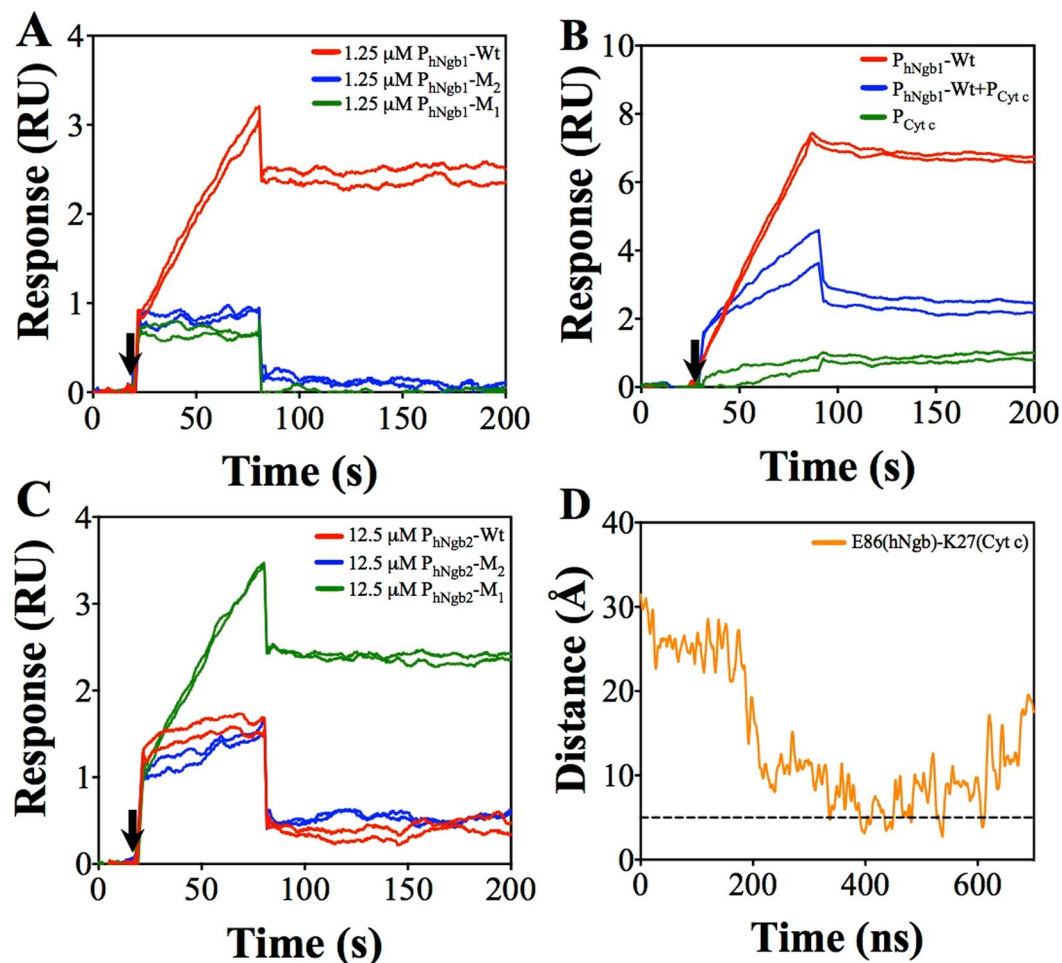 A
Response (RU)
4
3
2
1
0
0 50 100 150 200
Time (s)
1.25 μM PhNgb1-Wt
1.25 μM PhNgb1-M2
1.25 μM PhNgb1-M1
B
Response (RU)
10
8
6
4
2
0
0 50 100 150 200
Time (s)
PhNgb1-Wt
PhNgb1-Wt+PCyt c
PCyt c
C
Response (RU)
4
3
2
1
0
0 50 100 150 200
Time (s)
12.5 μM PhNgb2-Wt
12.5 μM PhNgb2-M2
12.5 μM PhNgb2-M1
D
Distance (Å)
40
30
20
10
0
0 200 400 600
Time (ns)
E86(hNgb)-K27(Cyt c)